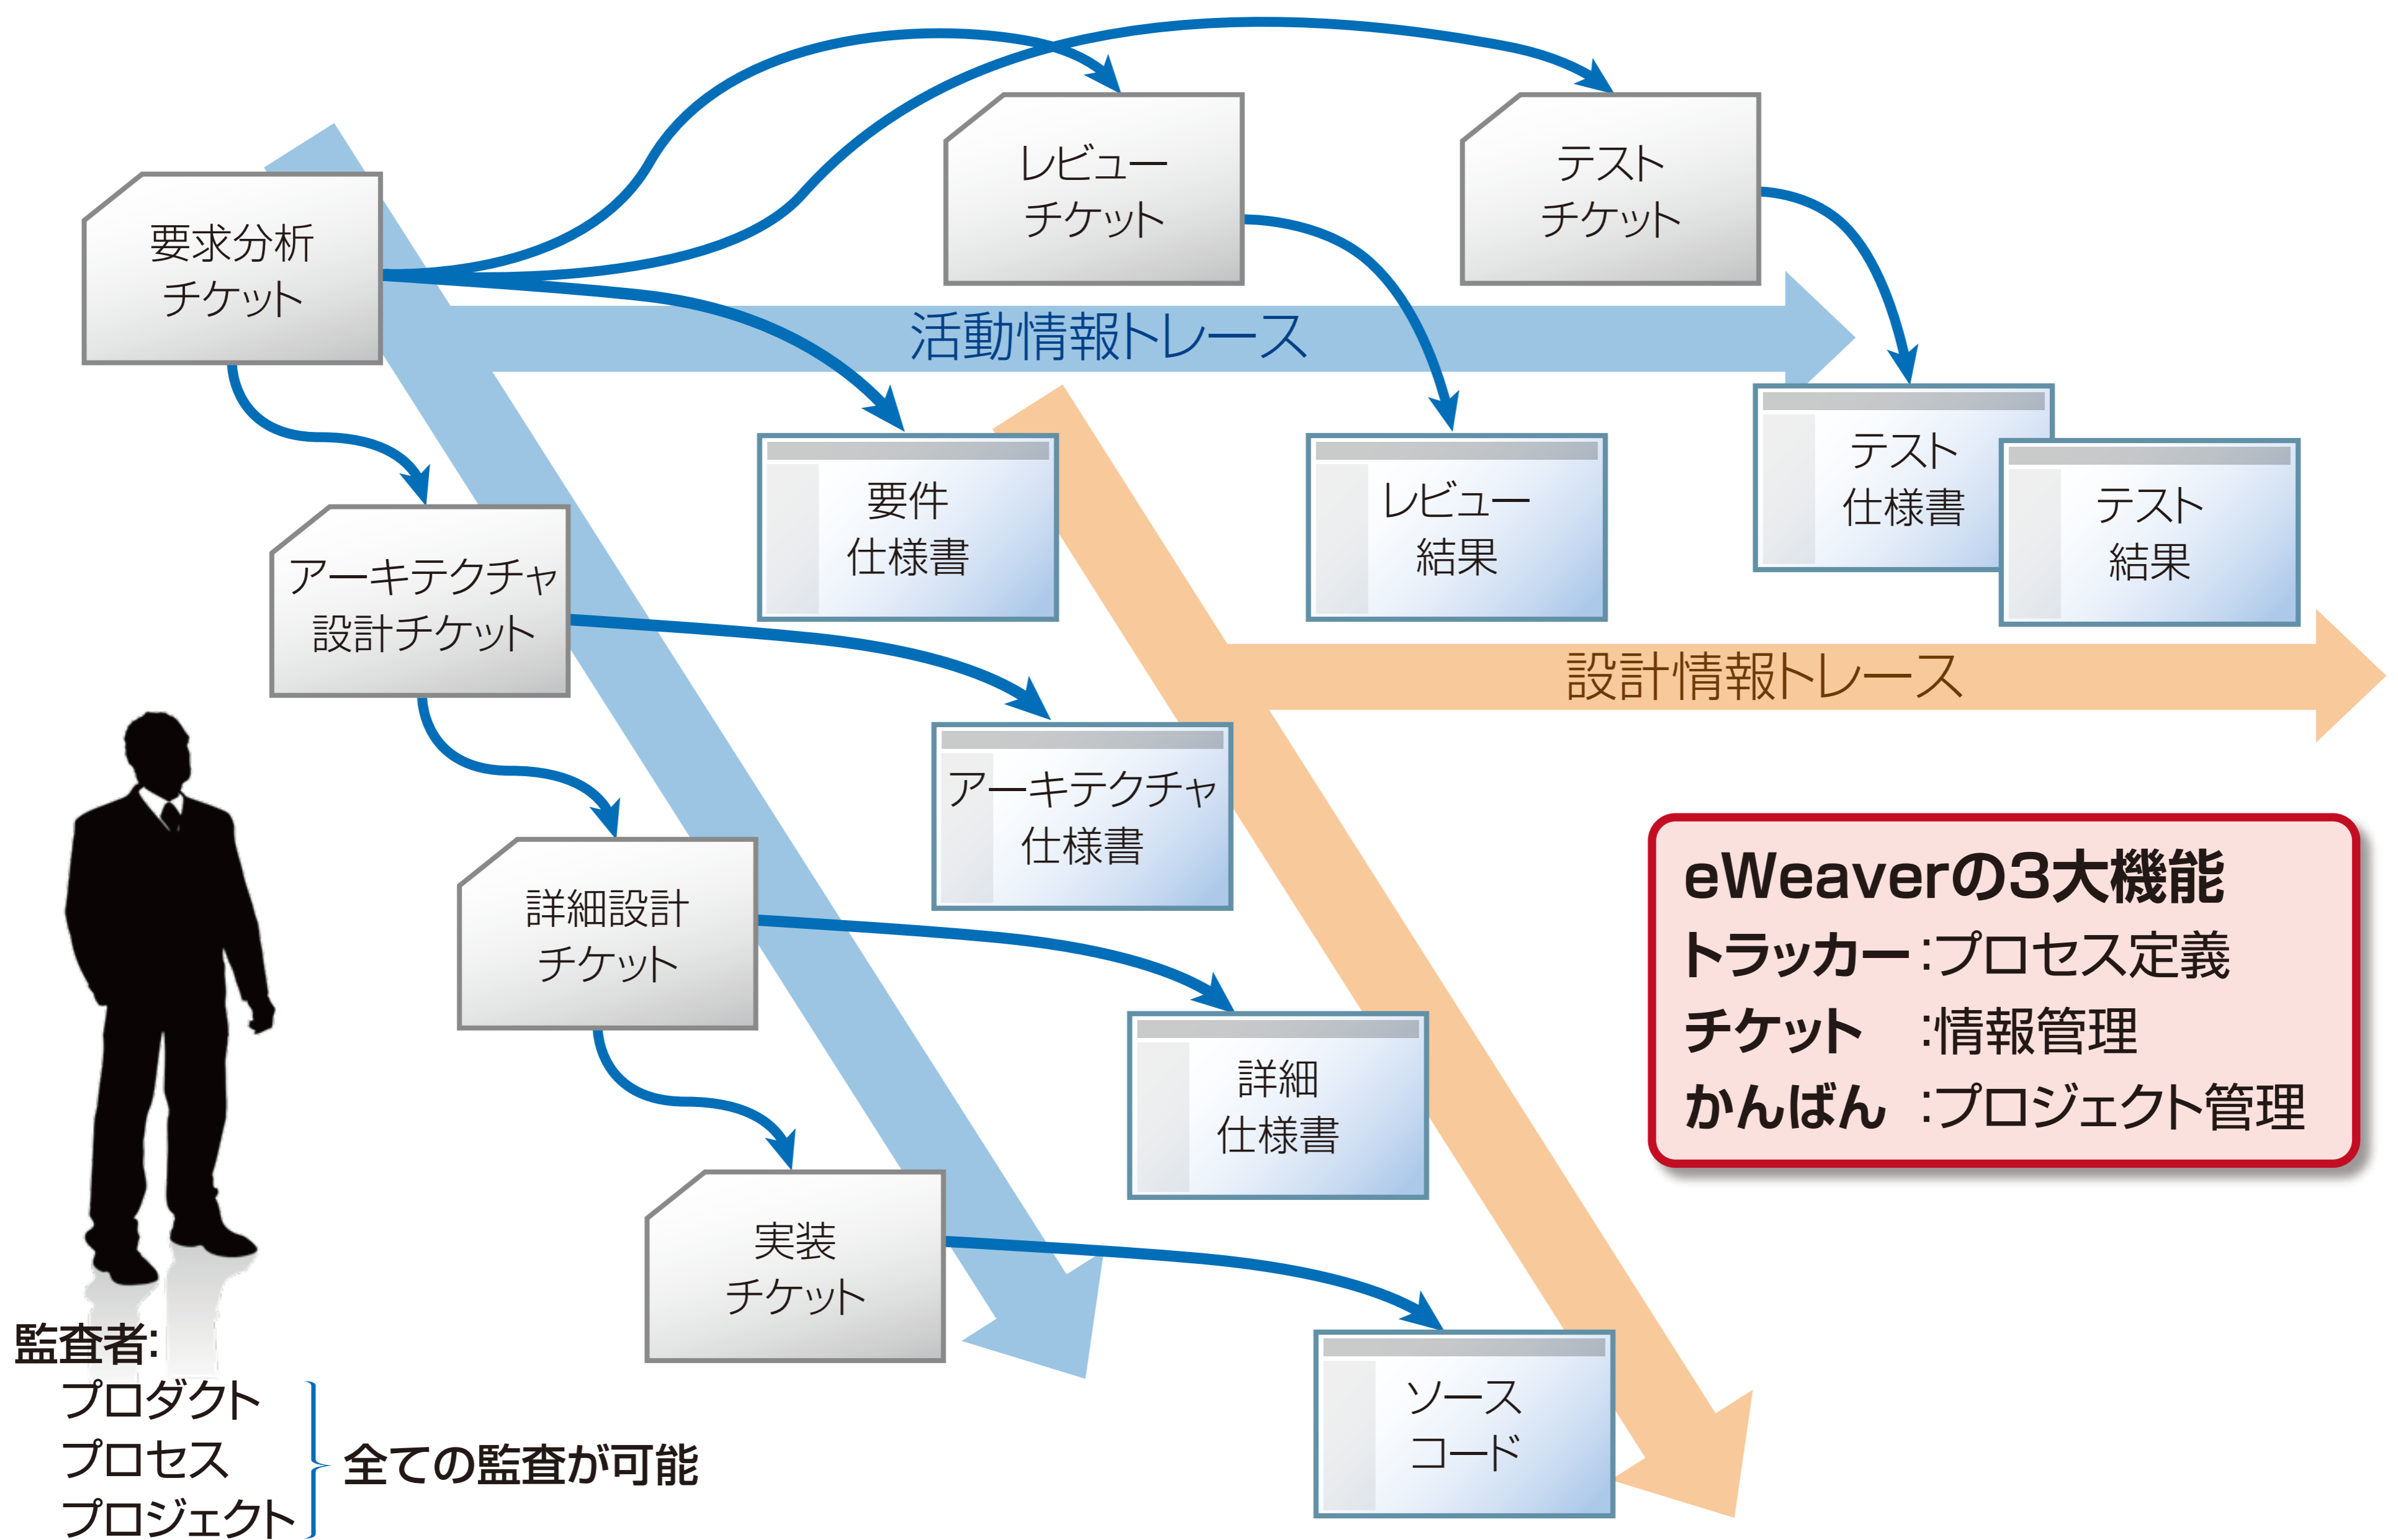 レビュー
チケット
テスト
チケット
要求分析
チケット
活動情報トレース
要件
仕様書
レビュー
結果
テスト
仕様書
テスト
結果
アーキテクチャ
設計チケット
設計情報トレース
アーキテクチャ
仕様書
詳細設計
チケット
詳細
仕様書
実装
チケット
ソース
コード
eWeaverの3大機能
トラッカー:プロセス定義
チケット :情報管理
かんばん :プロジェクト管理
監査者:
プロダクト
プロセス
プロジェクト
全ての監査が可能